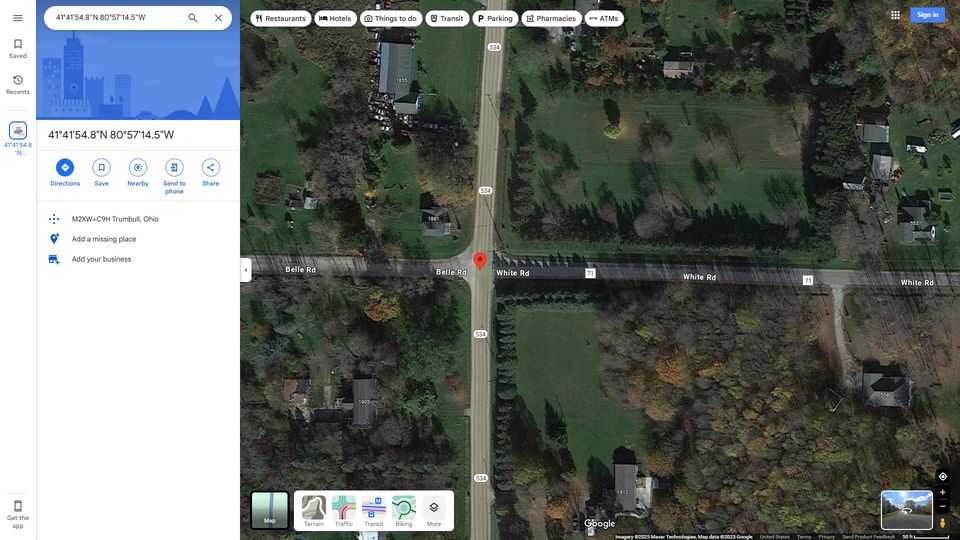 41°41'54.8"N 80°57'14.5"W
Restaurants
Hotels
Things to do
Transit
Parking
Pharmacies
ATMs
Sign in
Saved
Recents
41°41'54.8
"N...
41°41'54.8"N 80°57'14.5"W
Directions
Save
Nearby
Send to
phone
Share
M2XW+C9H Trumbull, Ohio
Add a missing place
Add your business
Get the
app
534
1855
534
1881
5537
Belle Rd
Belle Rd
White Rd
71
White Rd
71
White Rd
534
1905
5540
534
1912
Map
Terrain
Traffic
Transit
Biking
More
Google
Imagery ©2025 Maxar Technologies, Map data ©2025 Google
United States
Terms
Privacy
Send Product Feedback
50 ft